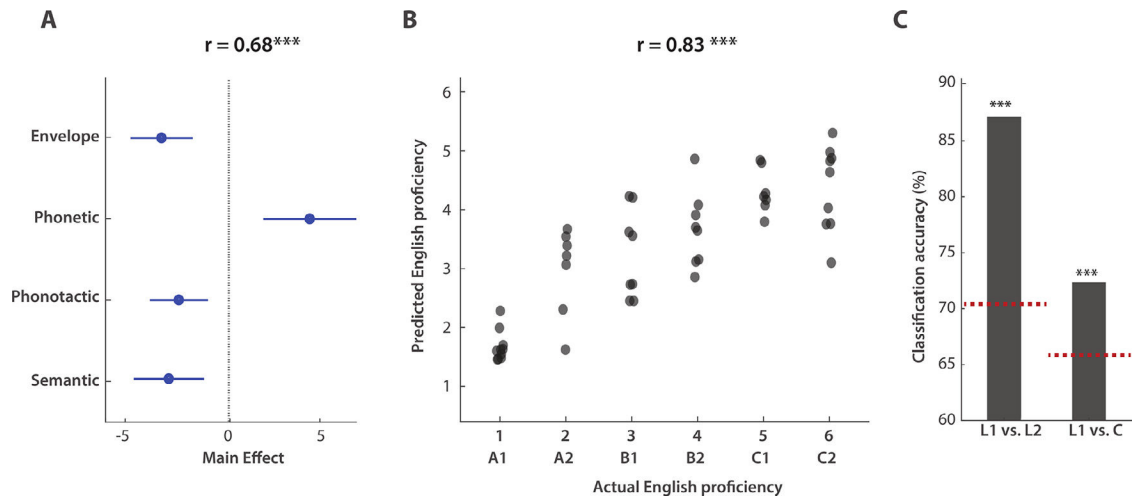 A
r = 0.68***
Envelope
Phonetic
Phonotactic
Semantic
-5 0 5
Main Effect
B
r = 0.83 ***
Predicted English proficiency
6
5
4
3
2
1
1 2 3 4 5 6
A1 A2 B1 B2 C1 C2
Actual English proficiency
C
Classification accuracy (%)
90
85
80
75
70
65
60
***
***
L1 vs. L2 L1 vs. C